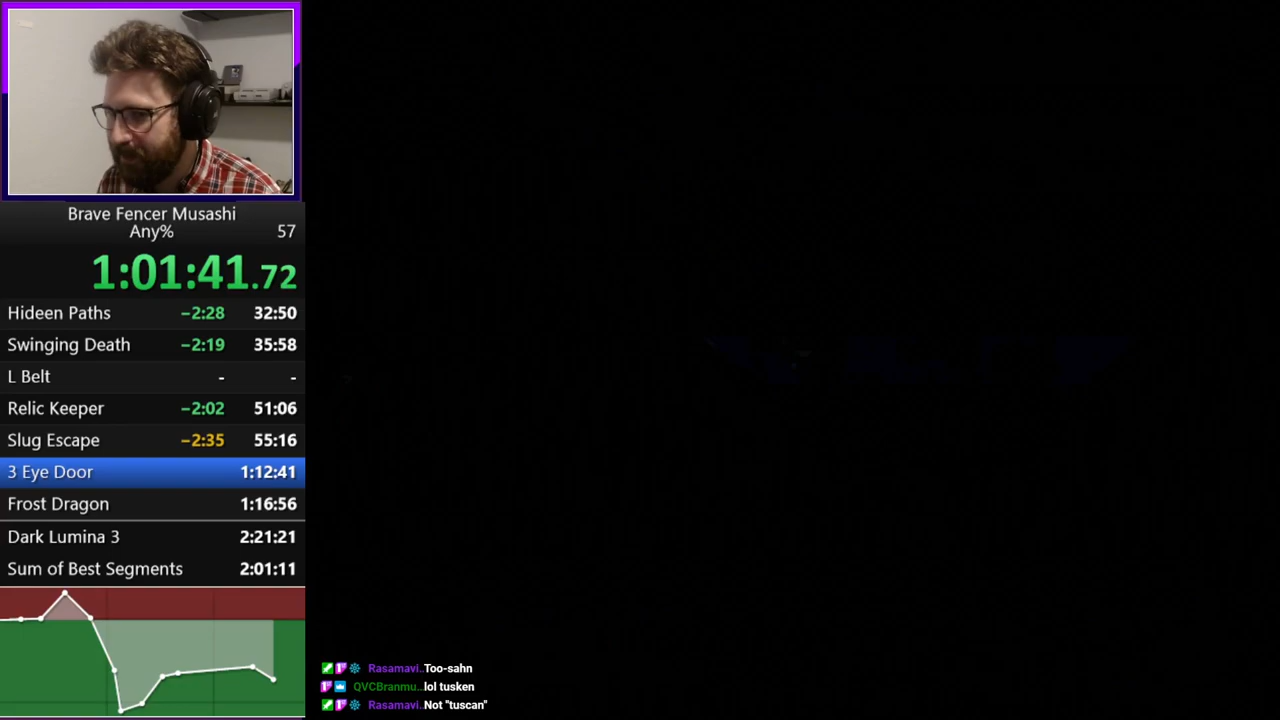 Brave Fencer Musashi
Any% 57
1:01:41.72
Hideen Paths -2:28 32:50
Swinging Death -2:19 35:58
L Belt - -
Relic Keeper -2:02 51:06
Slug Escape -2:35 55:16
3 Eye Door 1:12:41
Frost Dragon 1:16:56
Dark Lumina 3 2:21:21
Sum of Best Segments 2:01:11
Rasamavi.. Too-sahn
QVCBranmu... lol tusken
Rasamavi.. Not "tuscan"